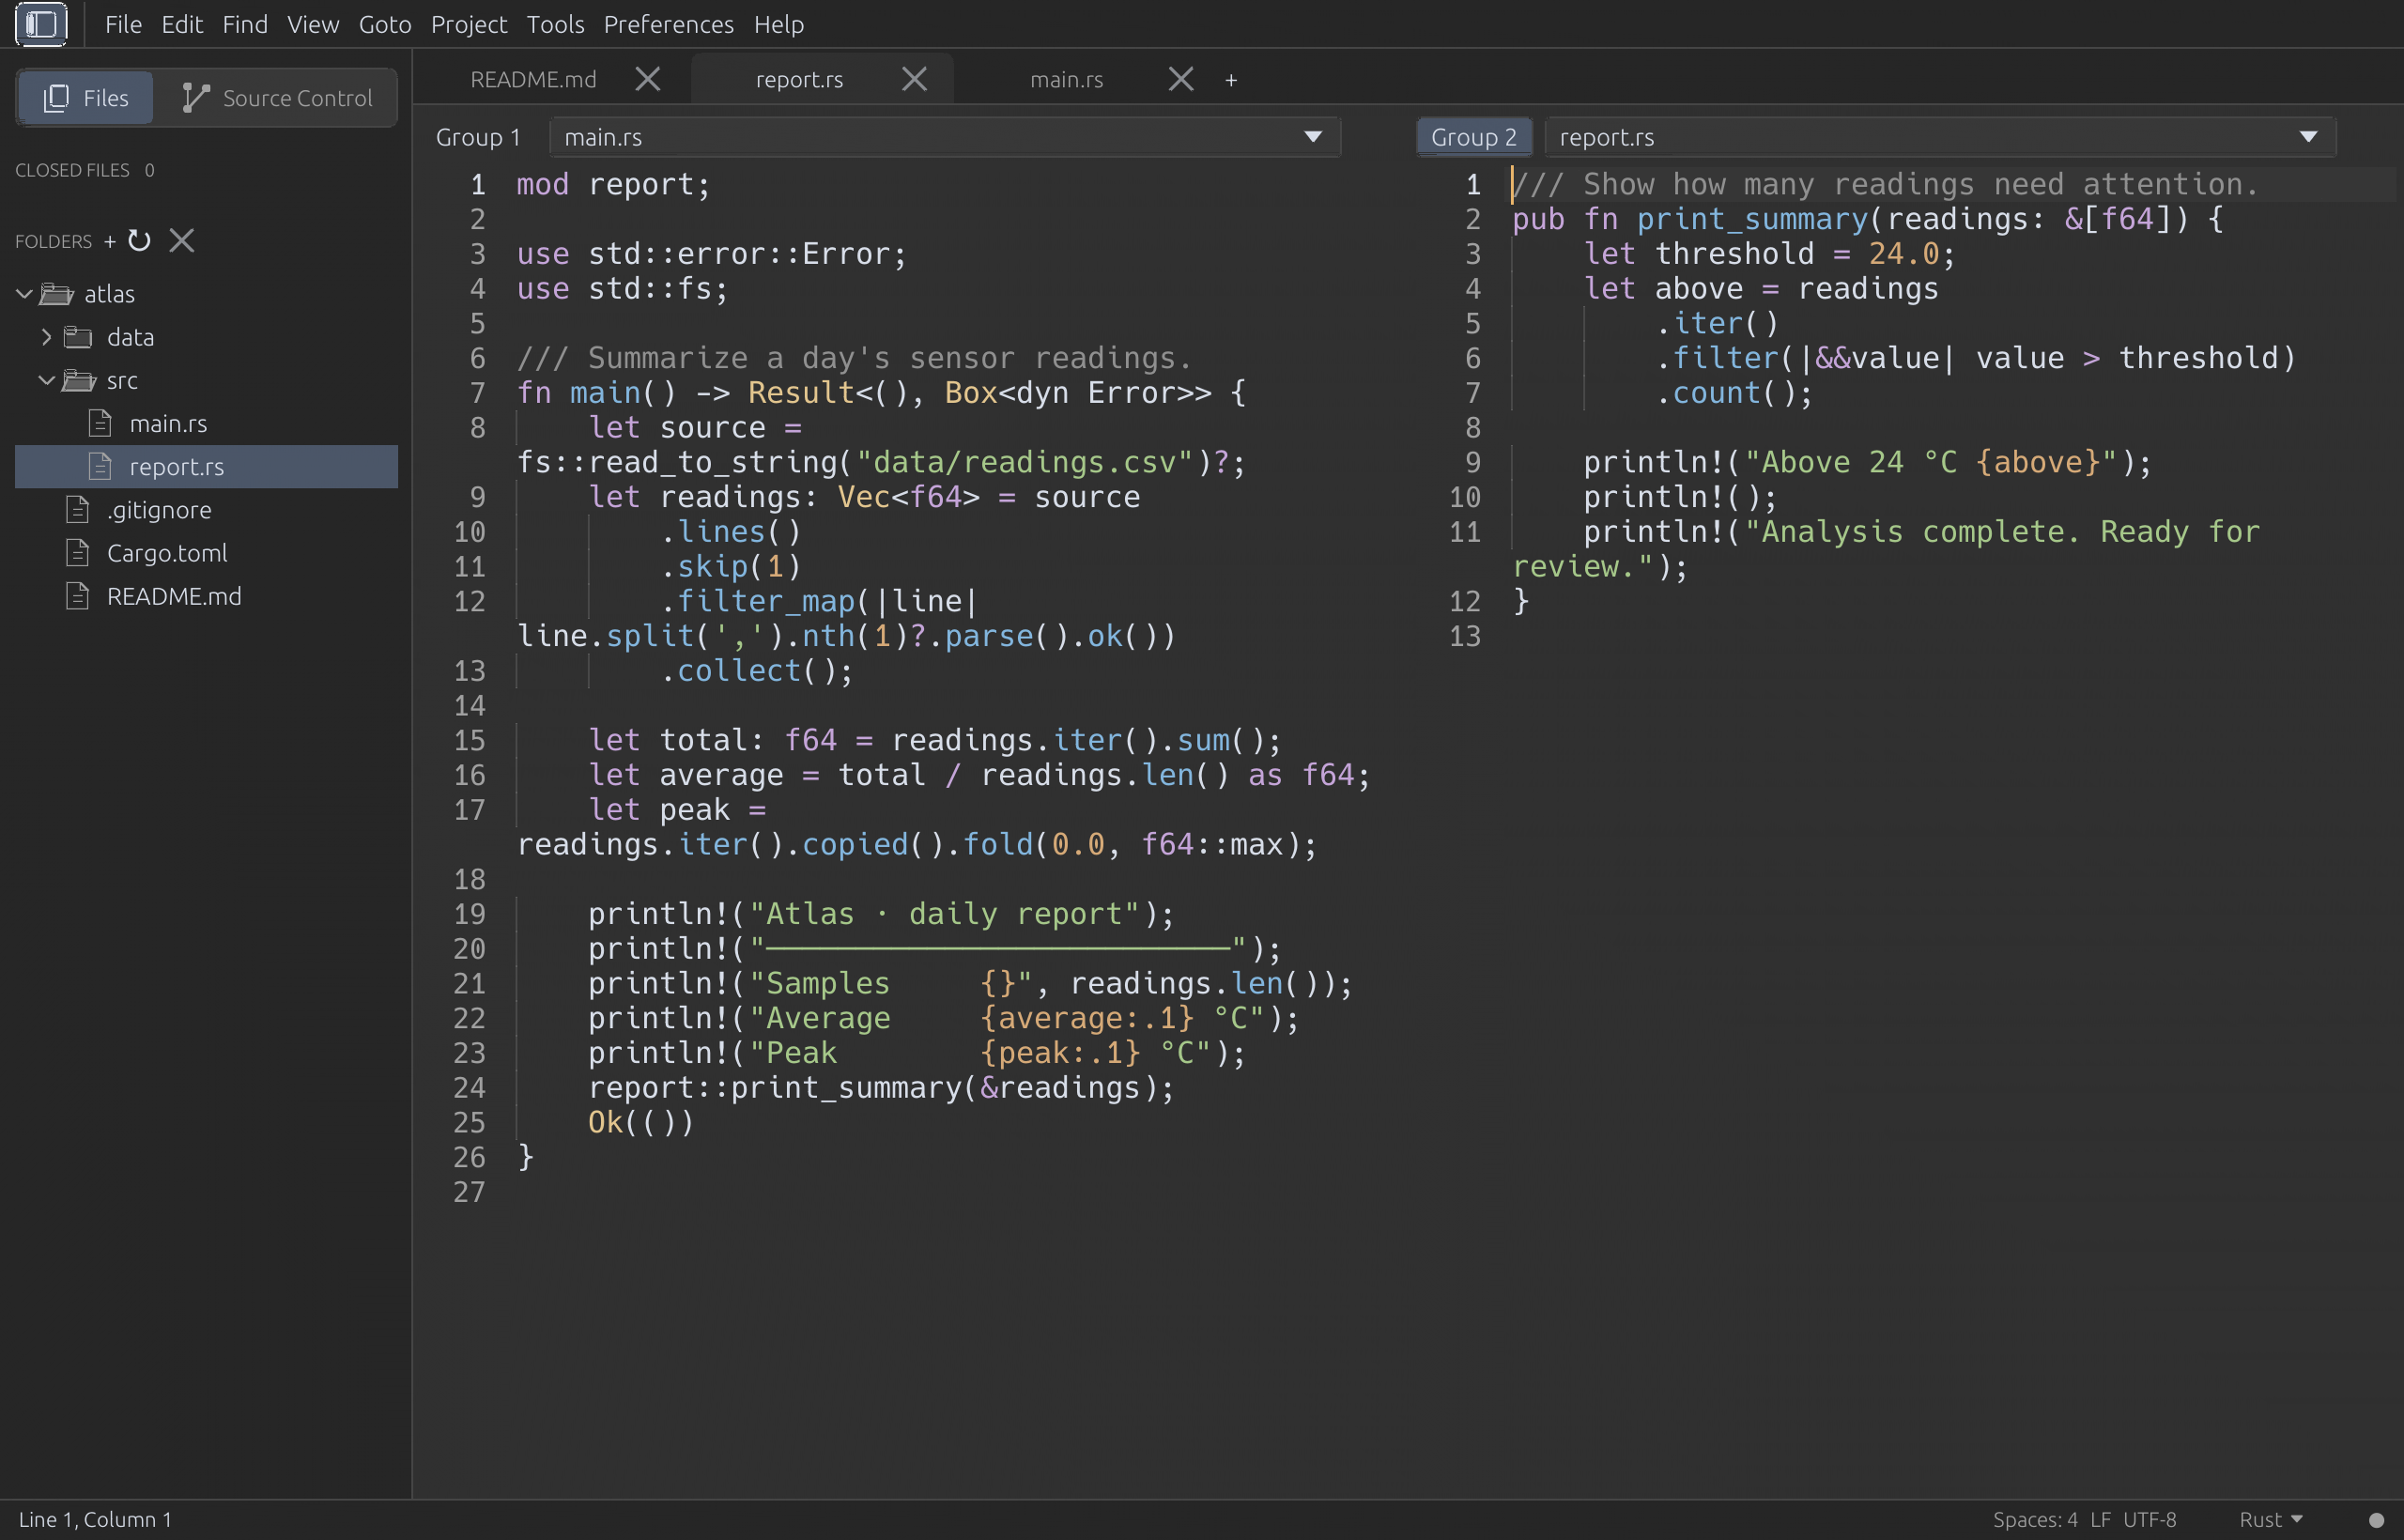 File Edit Find View Goto Project Tools Preferences Help
Files Source Control
CLOSED FILES 0
FOLDERS +
atlas
data
src
main.rs
report.rs
.gitignore
Cargo.toml
README.md
README.md report.rs main.rs +
Group 1 main.rs
1 mod report;
2
3 use std::error::Error;
4 use std::fs;
5
6 /// Summarize a day's sensor readings.
7 fn main() -> Result<(), Box<dyn Error>> {
8     let source =
fs::read_to_string("data/readings.csv")?;
9     let readings: Vec<f64> = source
10         .lines()
11         .skip(1)
12         .filter_map(|line|
line.split(',').nth(1)?.parse().ok())
13         .collect();
14
15     let total: f64 = readings.iter().sum();
16     let average = total / readings.len() as f64;
17     let peak =
readings.iter().copied().fold(0.0, f64::max);
18
19     println!("Atlas · daily report");
20     println!("──────────────────────────");
21     println!("Samples     {}", readings.len());
22     println!("Average     {average:.1} °C");
23     println!("Peak        {peak:.1} °C");
24     report::print_summary(&readings);
25     Ok(())
26 }
27
Group 2 report.rs
1 /// Show how many readings need attention.
2 pub fn print_summary(readings: &[f64]) {
3     let threshold = 24.0;
4     let above = readings
5         .iter()
6         .filter(|&&value| value > threshold)
7         .count();
8
9     println!("Above 24 °C {above}");
10     println!();
11     println!("Analysis complete. Ready for
review.");
12 }
13
Line 1, Column 1
Spaces: 4 LF UTF-8 Rust